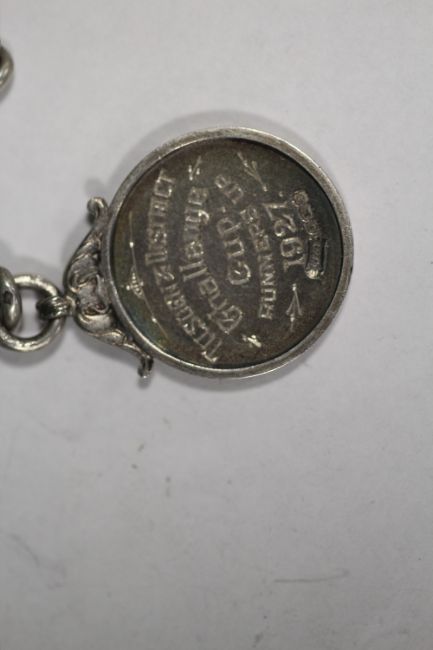 & DISTRICT
Challenge
Cup
RUNNERS UP
1927